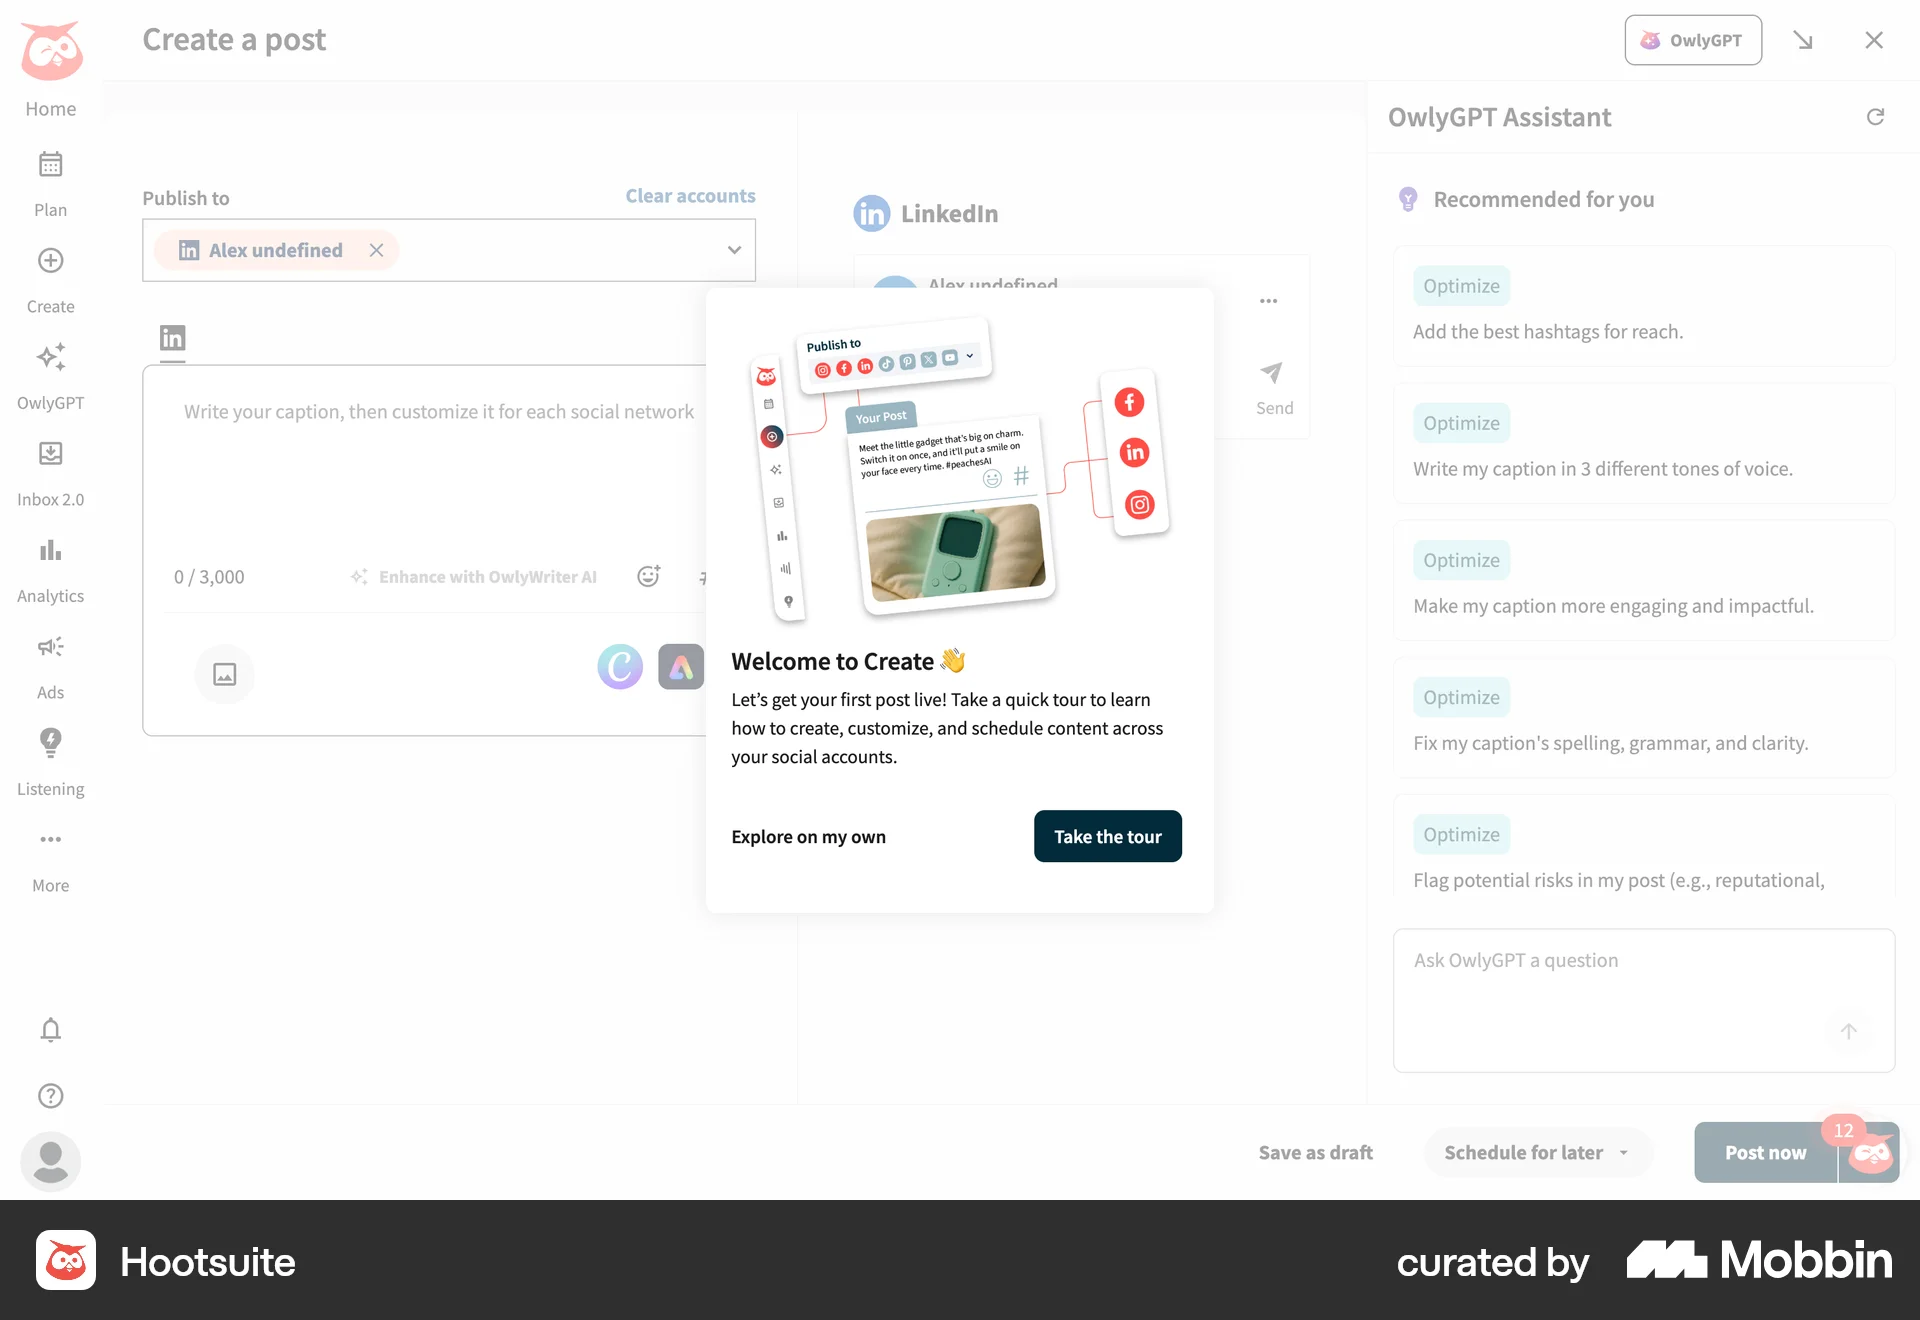 Create a post
OwlyGPT
Home
Plan
Create
OwlyGPT
Inbox 2.0
Analytics
Ads
Listening
More
Publish to
Clear accounts
Alex undefined
Write your caption, then customize it for each social network
0 / 3,000
Enhance with OwlyWriter AI
LinkedIn
Alex undefined
Send
Publish to
Your Post
Meet the little gadget that's big on charm.
Switch it on once, and it'll put a smile on
your face every time. #peachesAI
Welcome to Create 👋
Let’s get your first post live! Take a quick tour to learn
how to create, customize, and schedule content across
your social accounts.
Explore on my own
Take the tour
OwlyGPT Assistant
Recommended for you
Optimize
Add the best hashtags for reach.
Optimize
Write my caption in 3 different tones of voice.
Optimize
Make my caption more engaging and impactful.
Optimize
Fix my caption's spelling, grammar, and clarity.
Optimize
Flag potential risks in my post (e.g., reputational,
Ask OwlyGPT a question
Save as draft
Schedule for later
Post now
12
Hootsuite
curated by
Mobbin